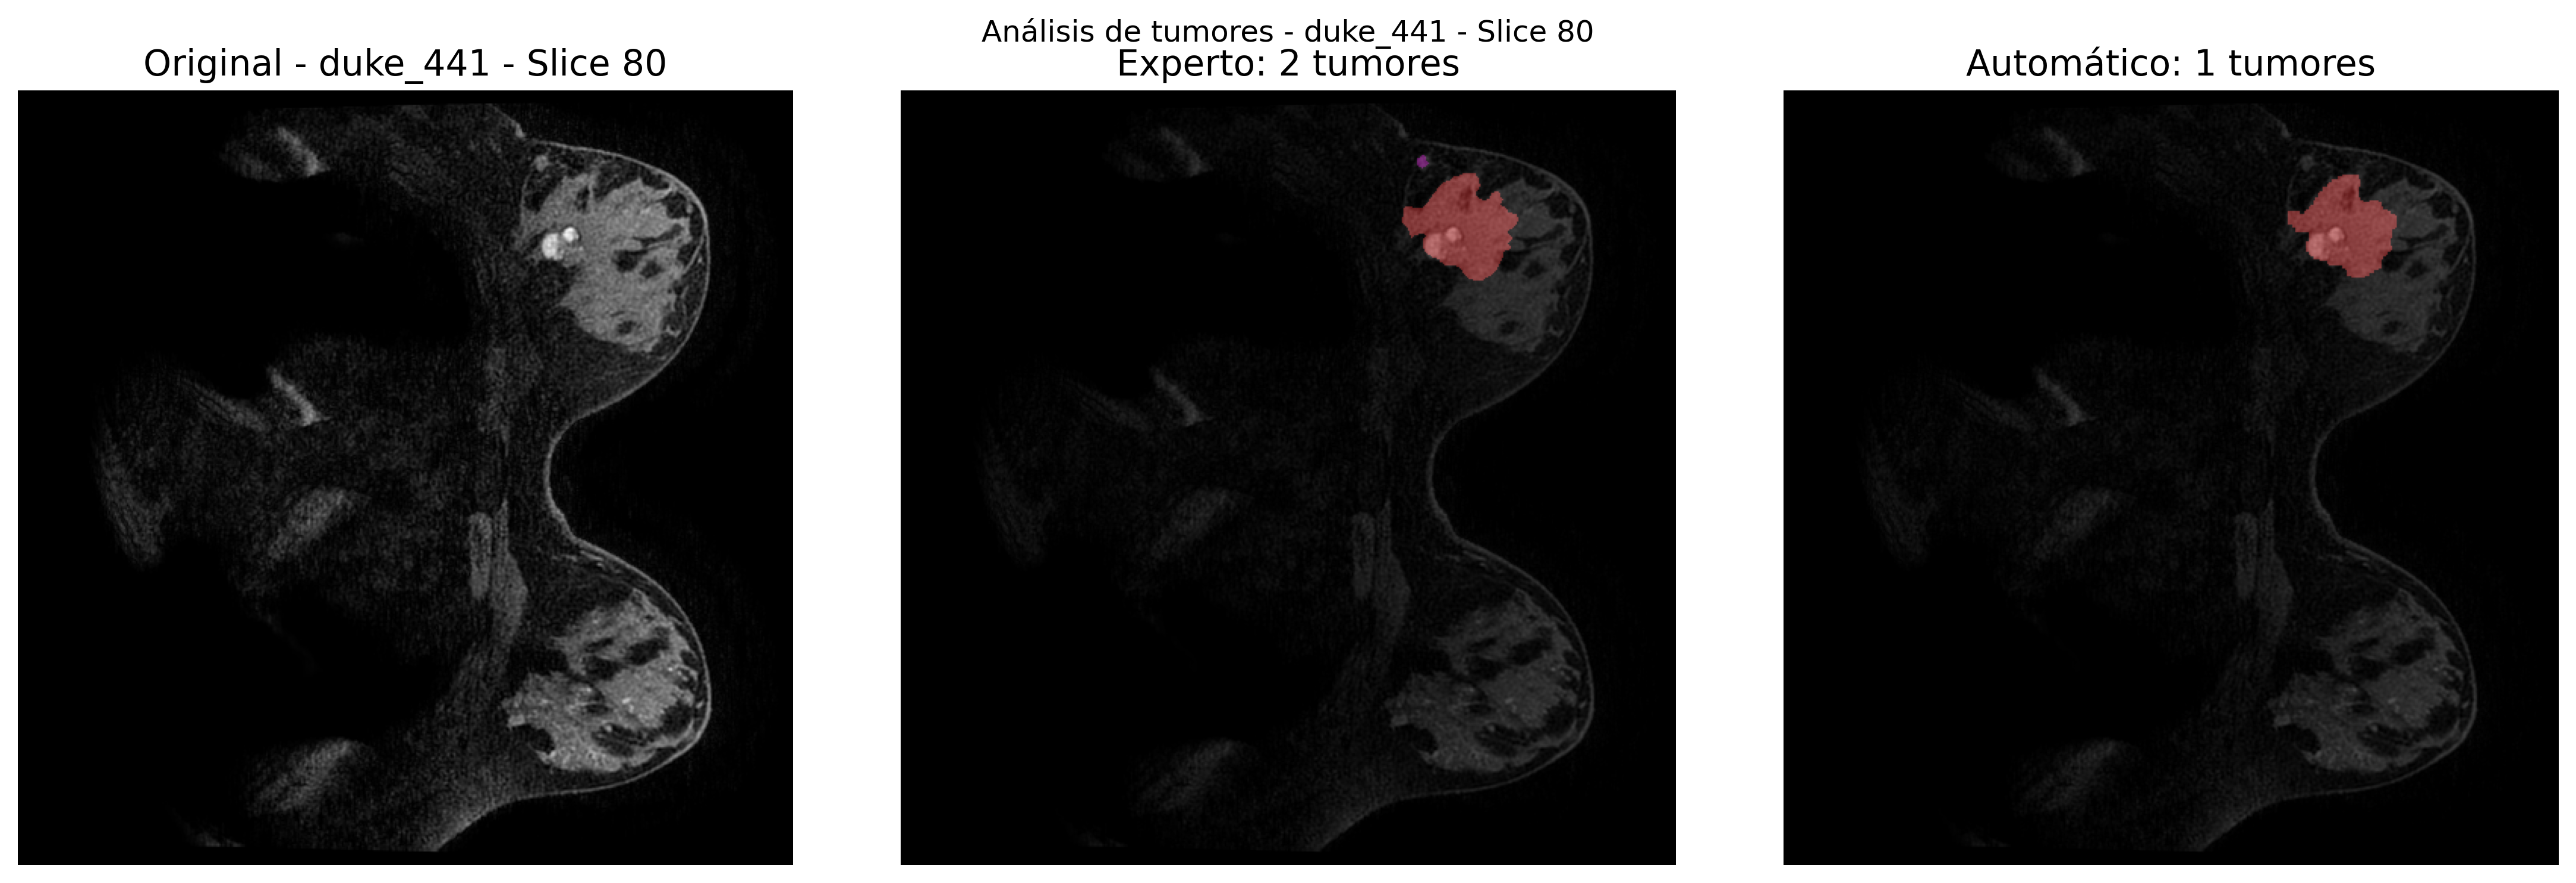 Análisis de tumores - duke_441 - Slice 80
Original - duke_441 - Slice 80
Experto: 2 tumores
Automático: 1 tumores